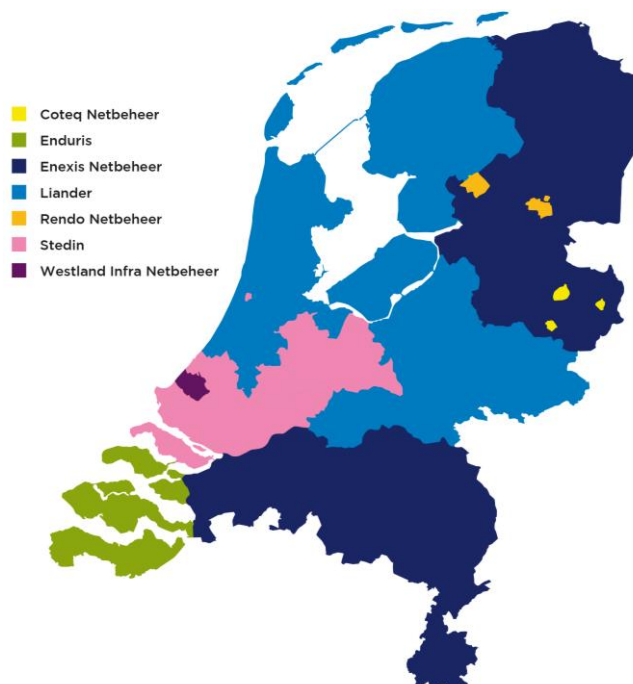 Coteq Netbeheer
Enduris
Enexis Netbeheer
Liander
Rendo Netbeheer
Stedin
Westland Infra Netbeheer